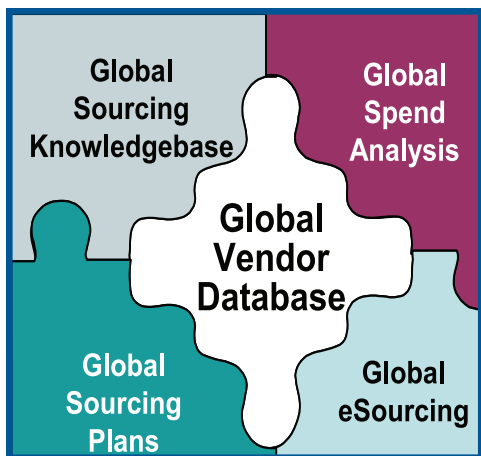 Global
Sourcing
Knowledgebase
Global
Spend
Analysis
Global
Vendor
Database
Global
Sourcing
Plans
Global
eSourcing